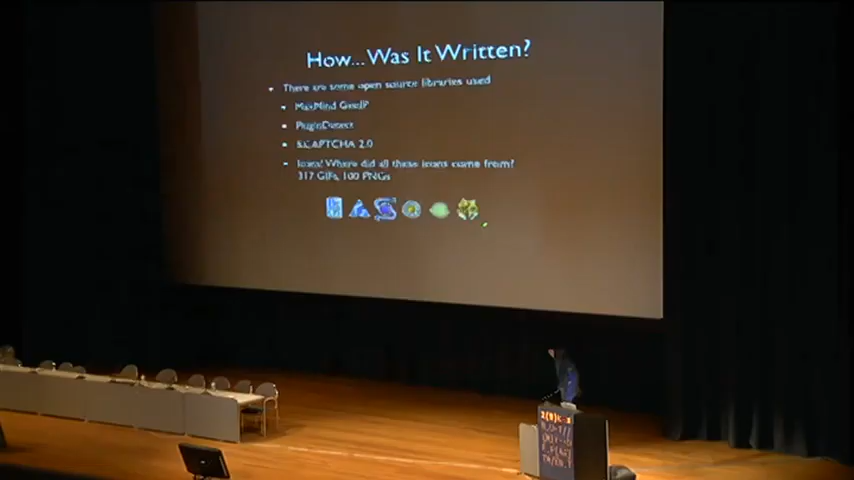 How... Was It Written?
There are some open source libraries used
MaxMind GeoIP
PluginDetect
KCAPTCHA 2.0
Icons! Where did all these icons come from?
317 GIFs, 100 PNGs